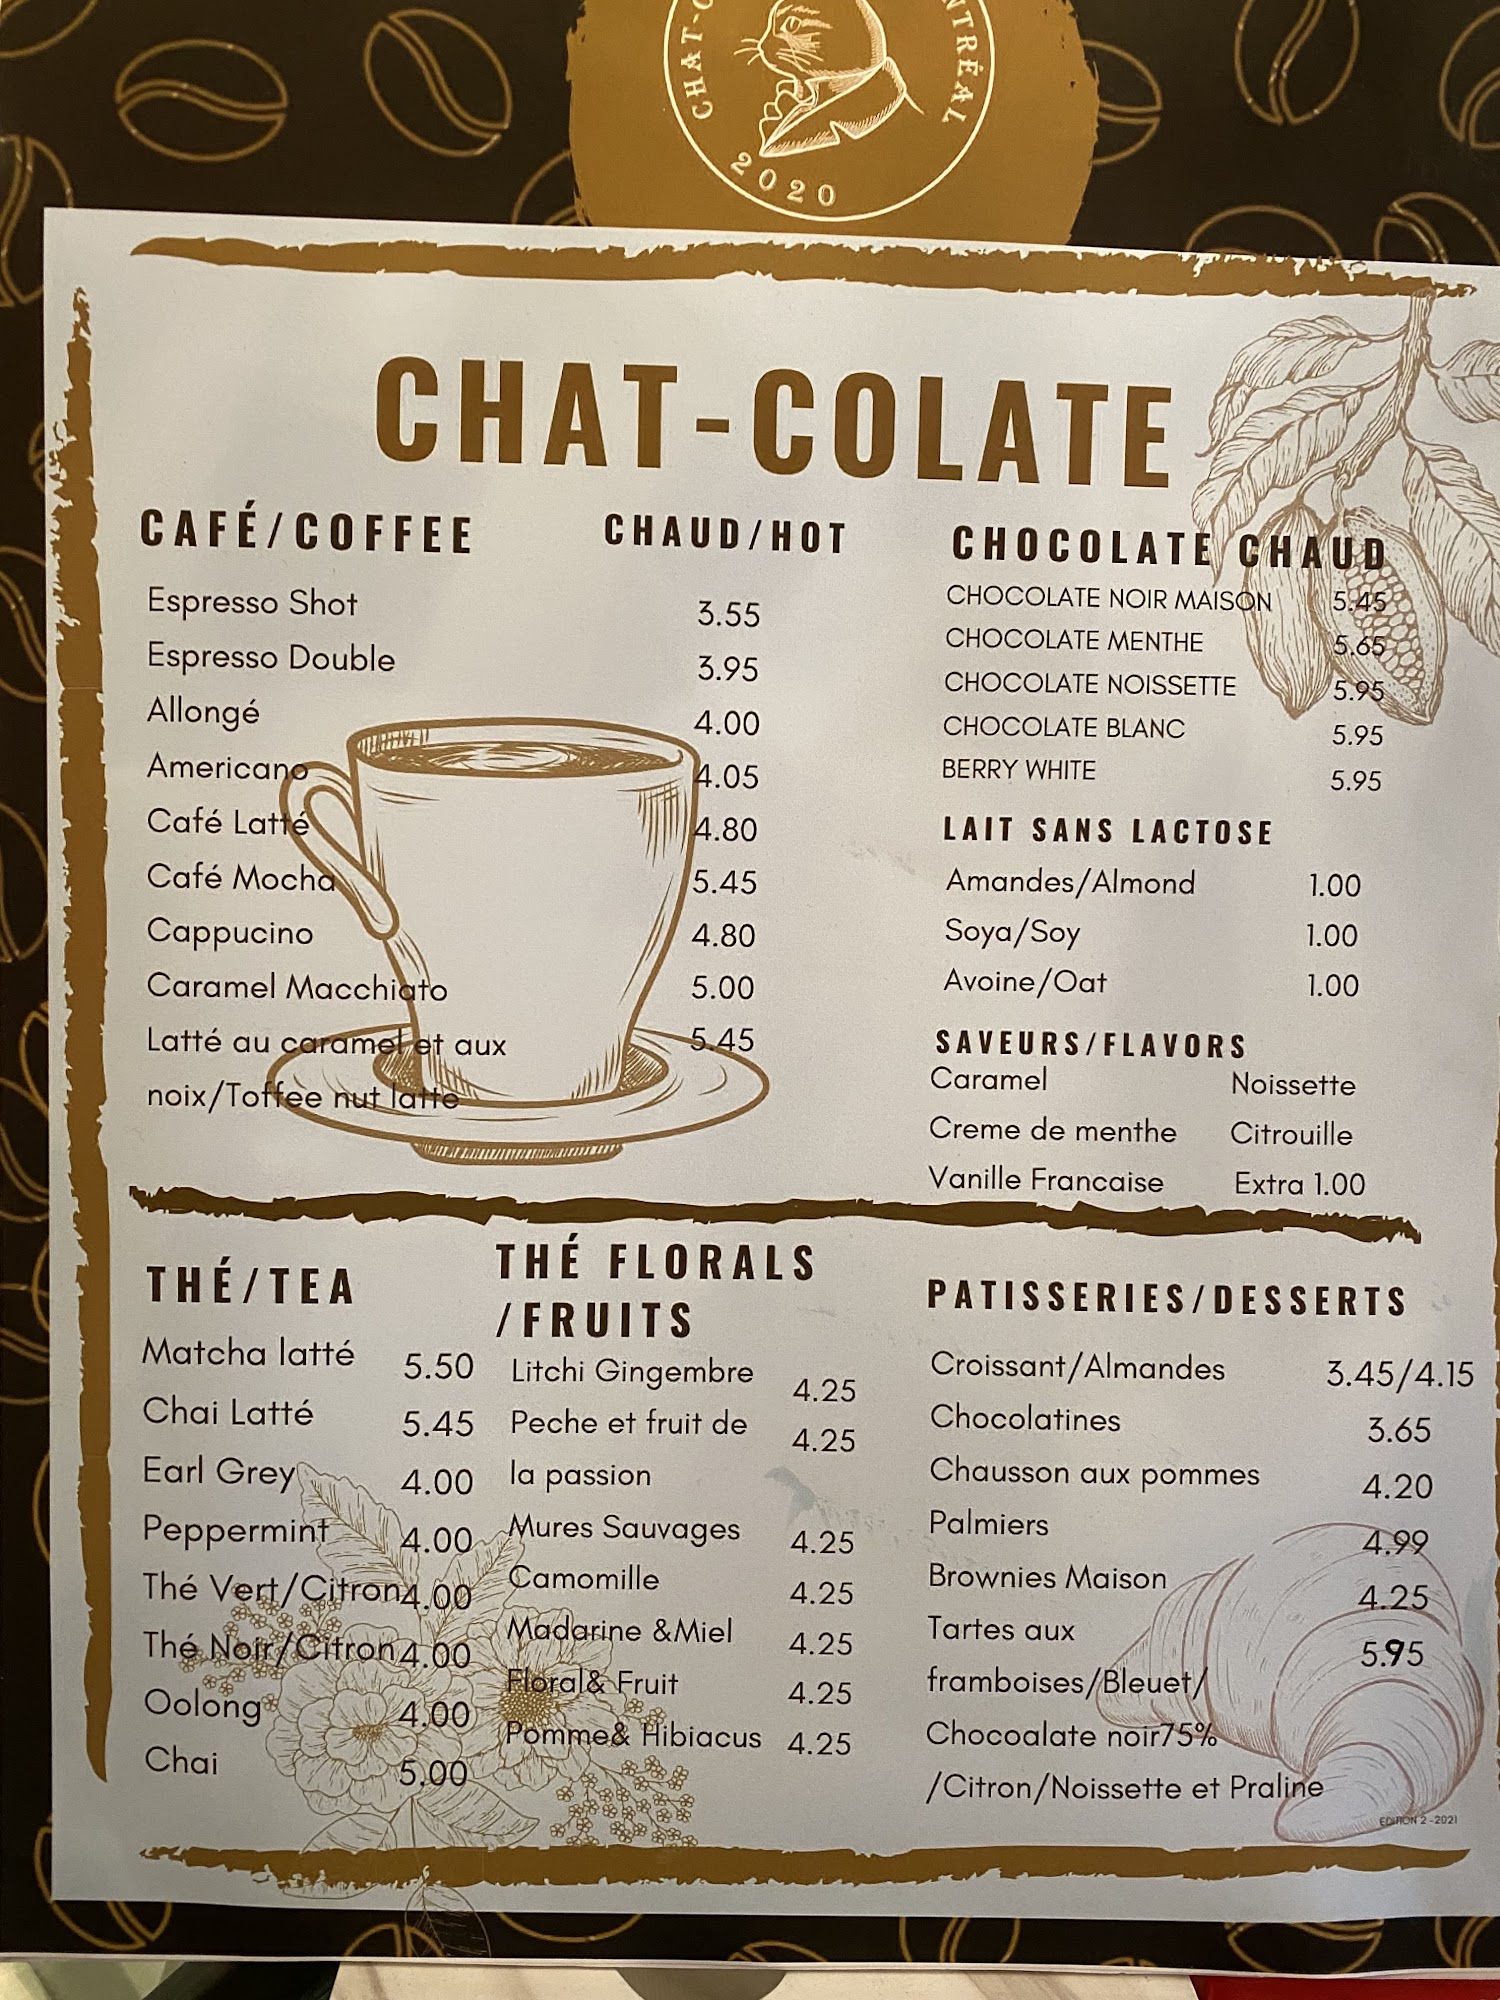 CHAT-C
NTRÉAL
2020
CHAT-COLATE
CAFÉ/COFFEE CHAUD/HOT
Espresso Shot 3.55
Espresso Double 3.95
Allongé 4.00
Americano 4.05
Café Latté 4.80
Café Mocha 5.45
Cappucino 4.80
Caramel Macchiato 5.00
Latté au caramel et aux 5.45
noix/Toffee nut latte
CHOCOLATE CHAUD
CHOCOLATE NOIR MAISON 5.45
CHOCOLATE MENTHE 5.65
CHOCOLATE NOISSETTE 5.95
CHOCOLATE BLANC 5.95
BERRY WHITE 5.95
LAIT SANS LACTOSE
Amandes/Almond 1.00
Soya/Soy 1.00
Avoine/Oat 1.00
SAVEURS/FLAVORS
Caramel Noissette
Creme de menthe Citrouille
Vanille Francaise Extra 1.00
THÉ/TEA
Matcha latté 5.50
Chai Latté 5.45
Earl Grey 4.00
Peppermint 4.00
Thé Vert/Citron 4.00
Thé Noir/Citron 4.00
Oolong 4.00
Chai 5.00
THÉ FLORALS
/FRUITS
Litchi Gingembre 4.25
Peche et fruit de 4.25
la passion
Mures Sauvages 4.25
Camomille 4.25
Madarine &Miel 4.25
Floral& Fruit 4.25
Pomme& Hibiacus 4.25
PATISSERIES/DESSERTS
Croissant/Almandes 3.45/4.15
Chocolatines 3.65
Chausson aux pommes 4.20
Palmiers 4.99
Brownies Maison 4.25
Tartes aux 5.95
framboises/Bleuet/
Chocoalate noir75%
/Citron/Noissette et Praline
EDITION 2 -2021